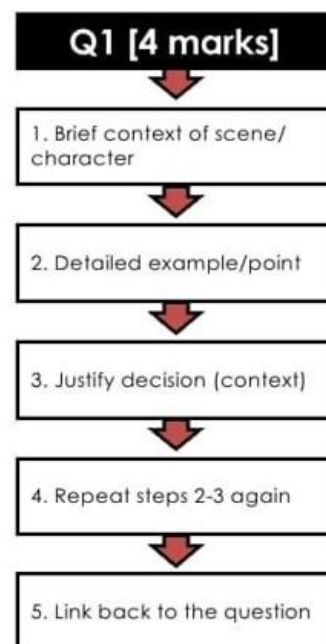 Q1 [4 marks]
1. Brief context of scene/
character
2. Detailed example/point
3. Justify decision (context)
4. Repeat steps 2-3 again
5. Link back to the question